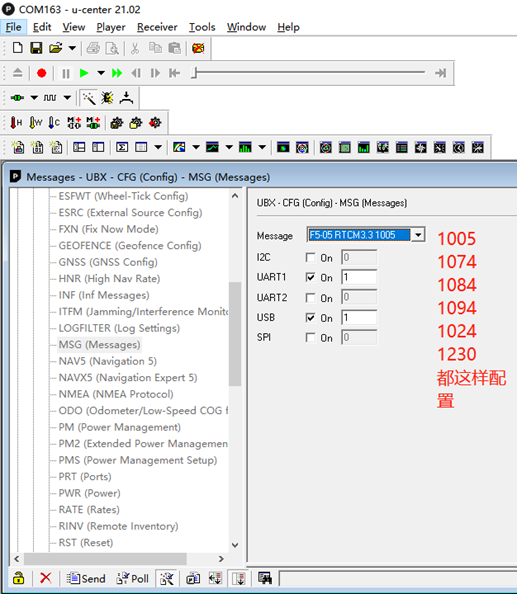 COM163 - u-center 21.02
File Edit View Player Receiver Tools Window Help
Messages - UBX - CFG (Config) - MSG (Messages)
ESFWT (Wheel-Tick Config)
ESRC (External Source Config)
FXN (Fix Now Mode)
GEOFENCE (Geofence Config)
GNSS (GNSS Config)
HNR (High Nav Rate)
INF (Inf Messages)
ITFM (Jamming/Interference Monito
LOGFILTER (Log Settings)
MSG (Messages)
NAV5 (Navigation 5)
NAVX5 (Navigation Expert 5)
NMEA (NMEA Protocol)
ODO (Odometer/Low-Speed COG f
PM (Power Management)
PM2 (Extended Power Managemen
PMS (Power Management Setup)
PRT (Ports)
PWR (Power)
RATE (Rates)
RINV (Remote Inventory)
RST (Reset)
UBX - CFG (Config) - MSG (Messages)
Message F5-05 RTCM3.3 1005
I2C On 0
UART1 On 1
UART2 On 0
USB On 1
SPI On 0
1005
1074
1084
1094
1024
1230
都这样配
置
Send Poll